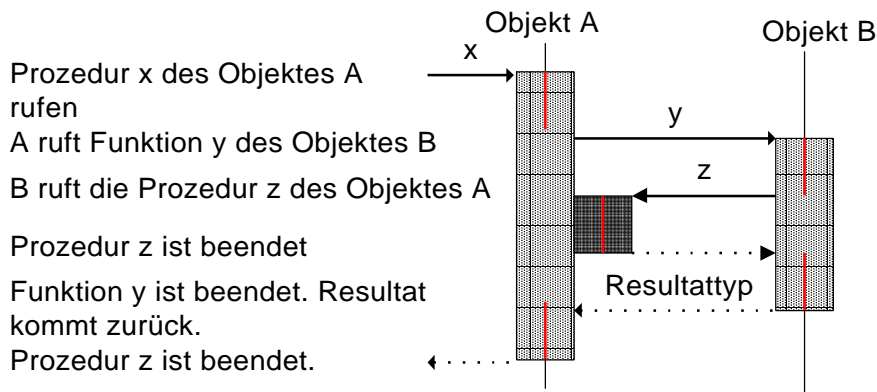 Objekt A
Objekt B
x
Prozedur x des Objektes A
rufen
y
A ruft Funktion y des Objektes B
z
B ruft die Prozedur z des Objektes A
Prozedur z ist beendet
Resultattyp
Funktion y ist beendet. Resultat
kommt zurück.
Prozedur z ist beendet.